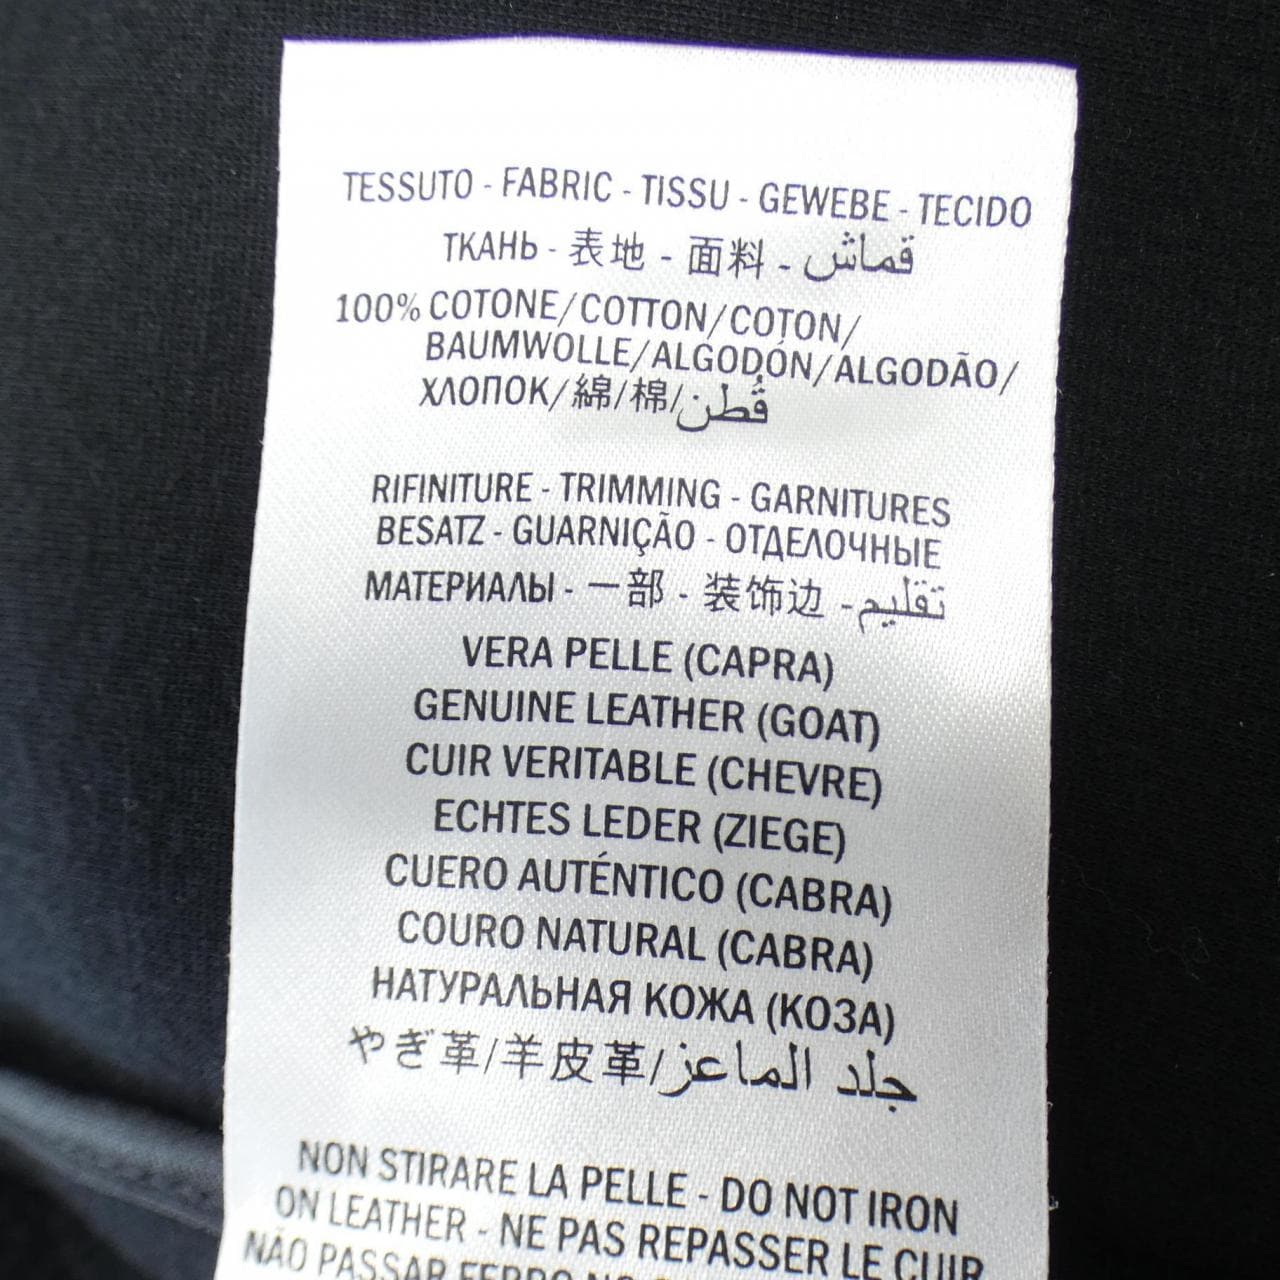 TESSUTO - FABRIC - TISSU - GEWEBE - TECIDO
ТКАНЬ - 表地 - 面料 - قماش
100% COTONE/COTTON/COTON/
BAUMWOLLE/ALGODÓN/ALGODÃO/
ХЛОПОК/綿/棉/قُطن
RIFINITURE - TRIMMING - GARNITURES
BESATZ - GUARNIÇÃO - ОТДЕЛОЧНЫЕ
МАТЕРИАЛЫ - 一部 - 装饰边 - تقليم
VERA PELLE (CAPRA)
GENUINE LEATHER (GOAT)
CUIR VERITABLE (CHEVRE)
ECHTES LEDER (ZIEGE)
CUERO AUTÉNTICO (CABRA)
COURO NATURAL (CABRA)
НАТУРАЛЬНАЯ КОЖА (КОЗА)
やぎ革/羊皮革/جلد الماعز
NON STIRARE LA PELLE - DO NOT IRON
ON LEATHER - NE PAS REPASSER LE CUIR
NÃO PASSAR FERRO NO